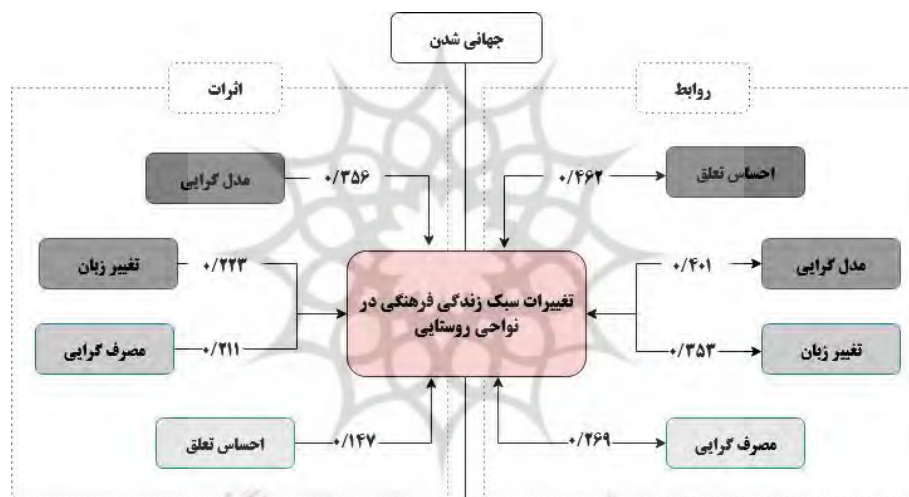 جهانی شدن
روابط
اثرات
احساس تعلق
۰/۴۶۲
۰/۳۵۶
مدل گرایی
مدل گرایی
۰/۴۰۱
۰/۲۲۳
تغییر زبان
تغییرات سبک زندگی فرهنگی در
نواحی روستایی
تغییر زبان
۰/۳۵۳
۰/۲۱۱
مصرف گرایی
مصرف گرایی
۰/۲۶۹
۰/۱۴۷
احساس تعلق